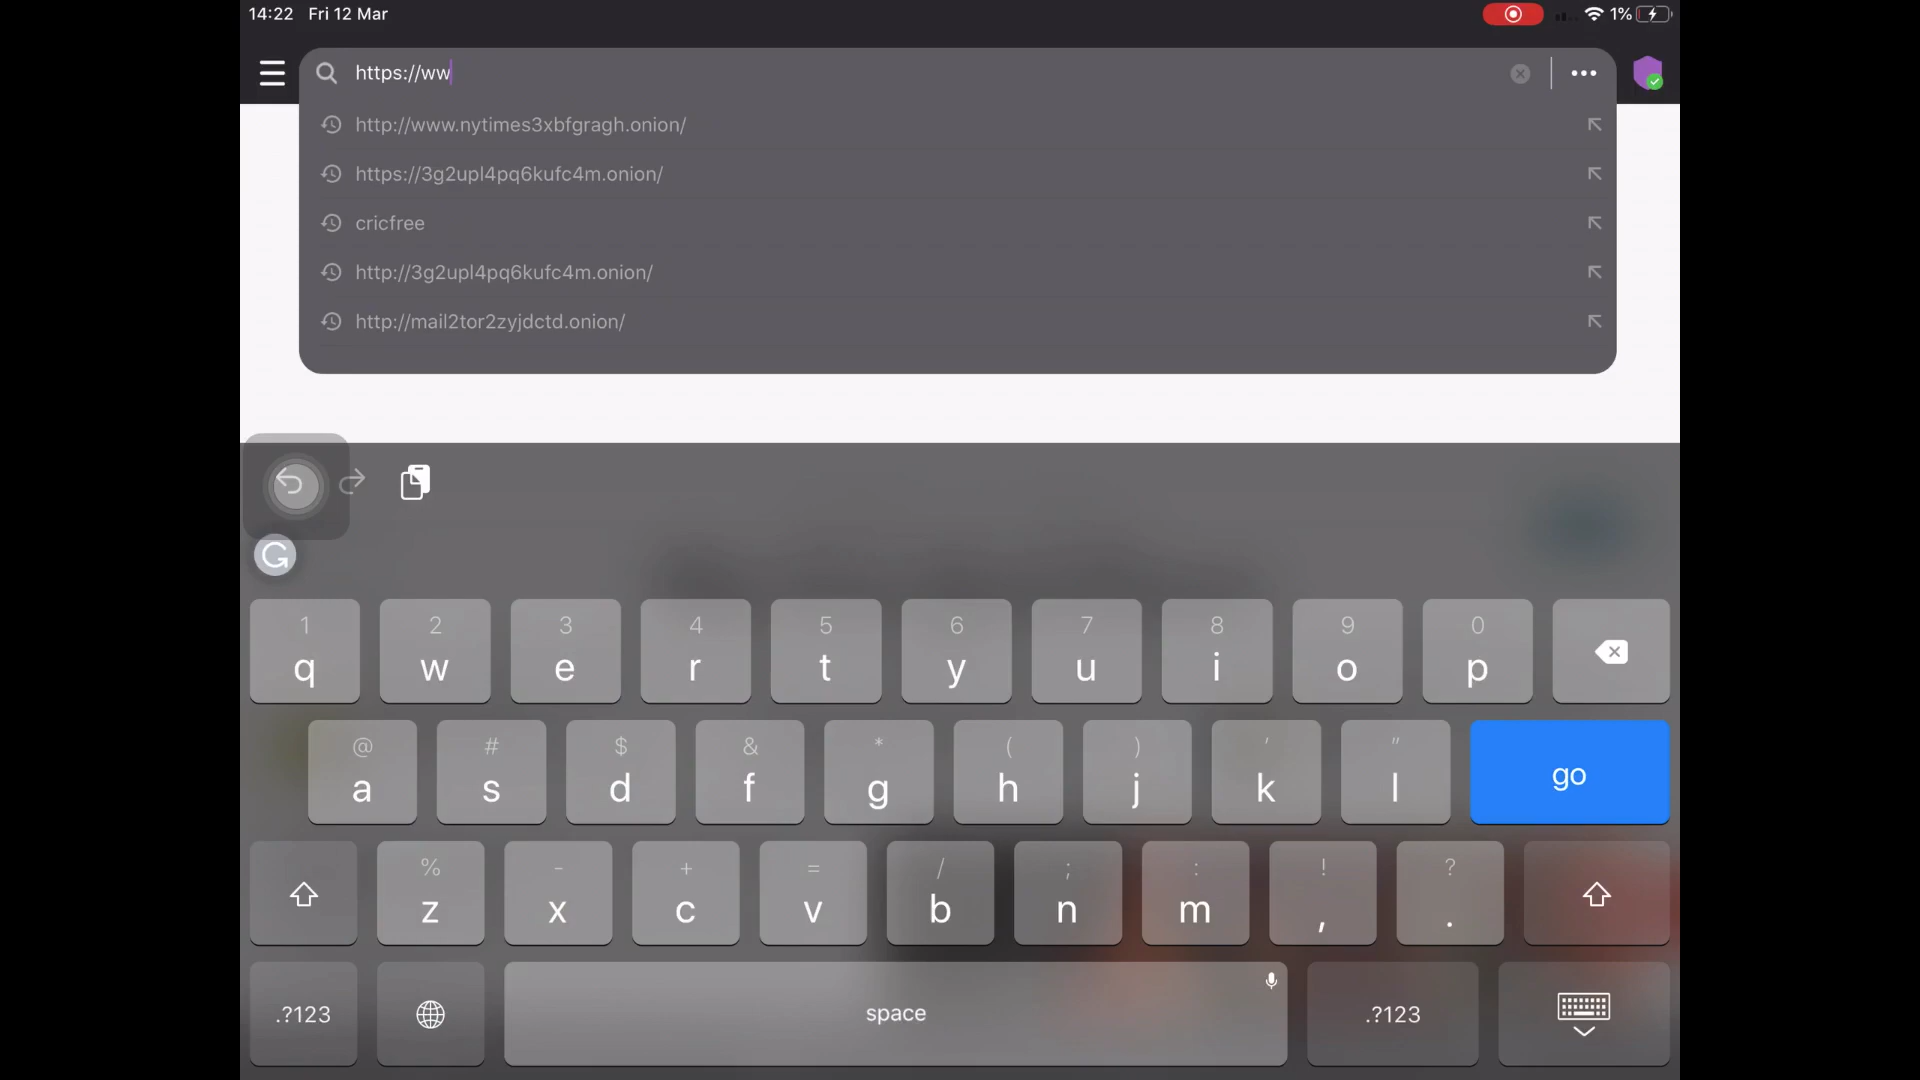 14:22 Fri 12 Mar 1%
https://ww
http://www.nytimes3xbfgragh.onion/
https://3g2upl4pq6kufc4m.onion/
cricfree
http://3g2upl4pq6kufc4m.onion/
http://mail2tor2zyjdctd.onion/
1 2 3 4 5 6 7 8 9 0
q w e r t y u i o p
@ # $ & * ( ) ' "
a s d f g h j k l go
% - + = / ; : ! ?
z x c v b n m , .
.?123 space .?123